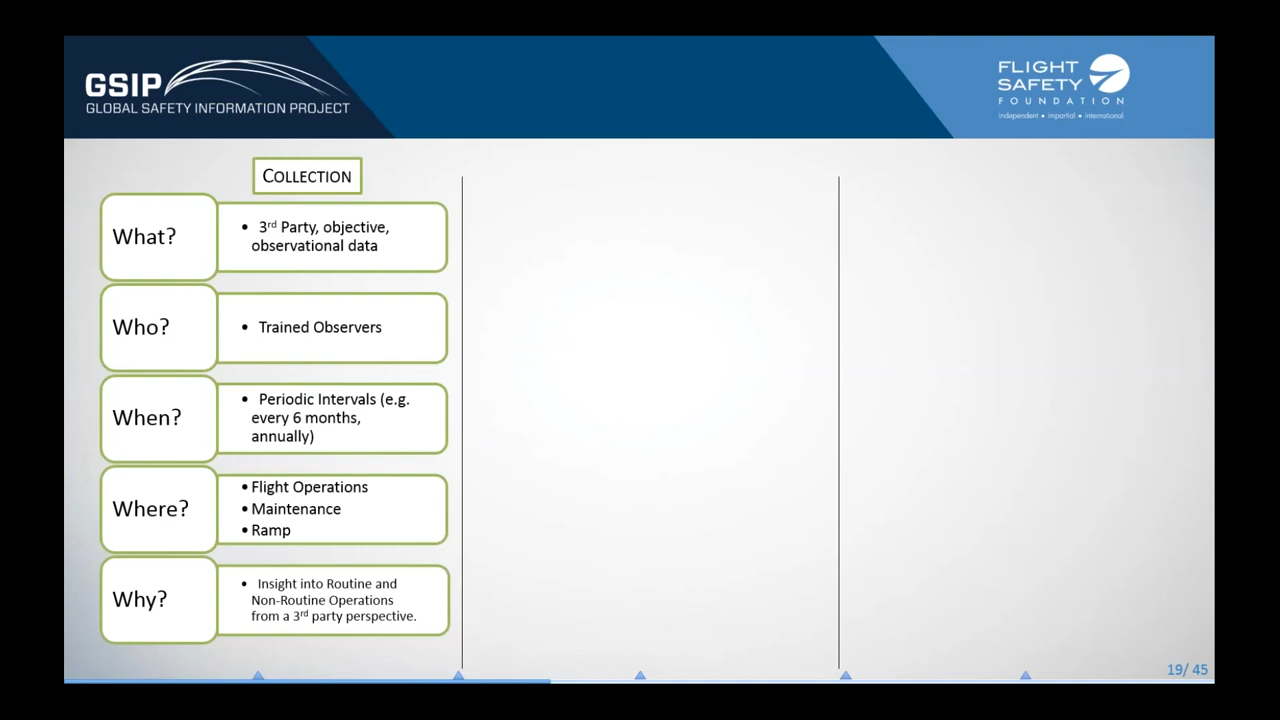 GSIP
GLOBAL SAFETY INFORMATION PROJECT
FLIGHT
SAFETY
FOUNDATION
independent • impartial • international
COLLECTION
What?
• 3rd Party, objective,
observational data
Who?
• Trained Observers
When?
• Periodic Intervals (e.g.
every 6 months,
annually)
Where?
• Flight Operations
• Maintenance
• Ramp
Why?
• Insight into Routine and
Non-Routine Operations
from a 3rd party perspective.
19/ 45